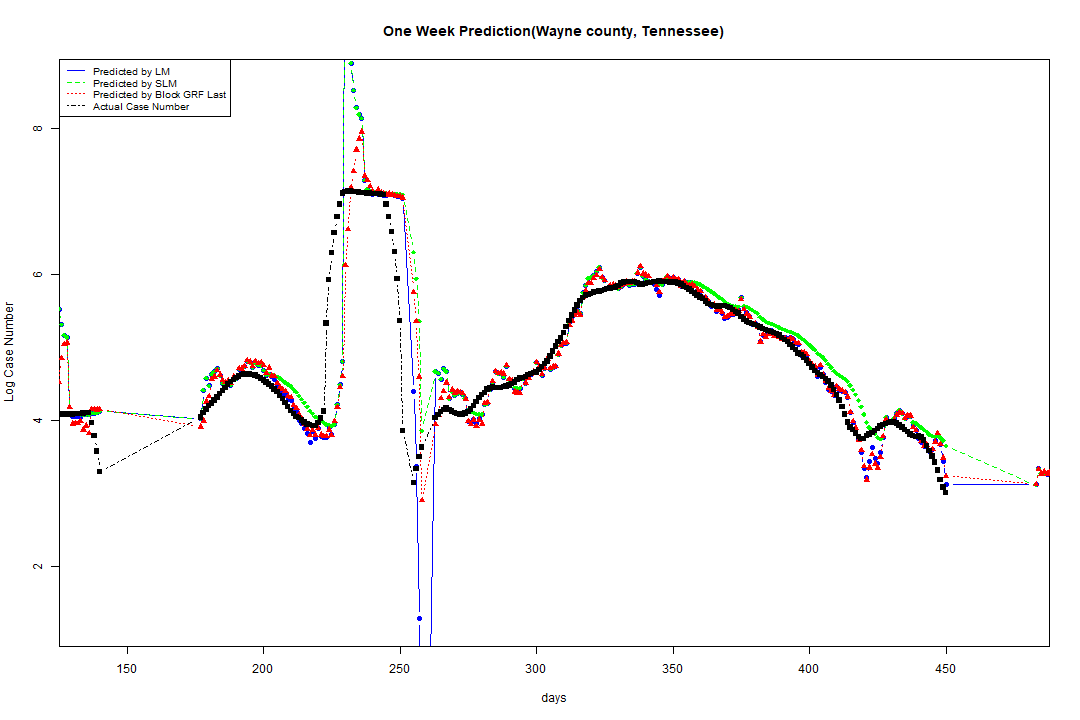 One Week Prediction(Wayne county, Tennessee)
Predicted by LM
Predicted by SLM
Predicted by Block GRF Last
Actual Case Number
8
6
4
2
Log Case Number
150 200 250 300 350 400 450
days